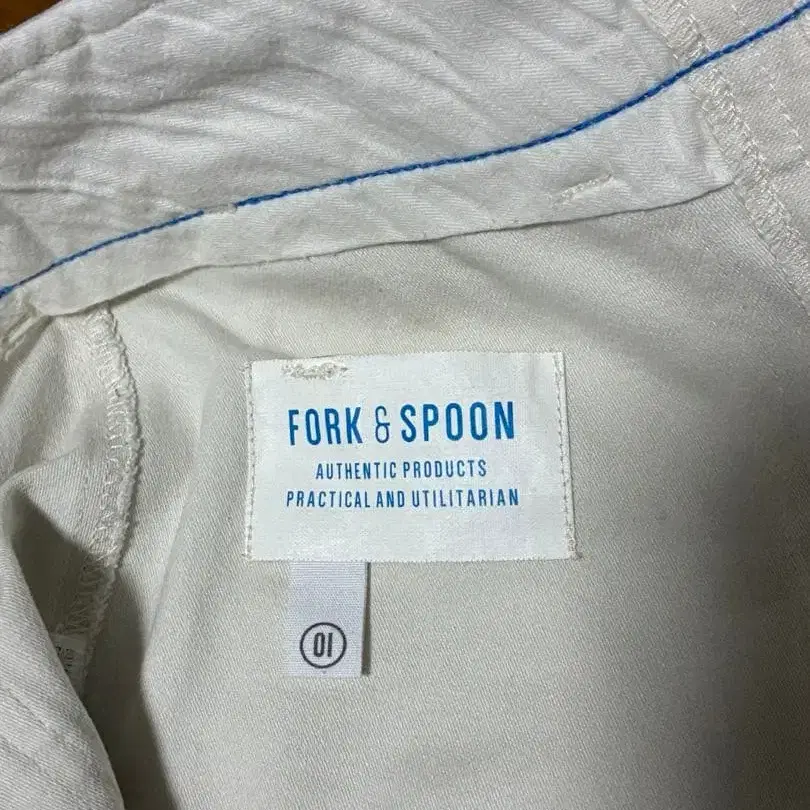 FORK & SPOON
AUTHENTIC PRODUCTS
PRACTICAL AND UTILITARIAN
01